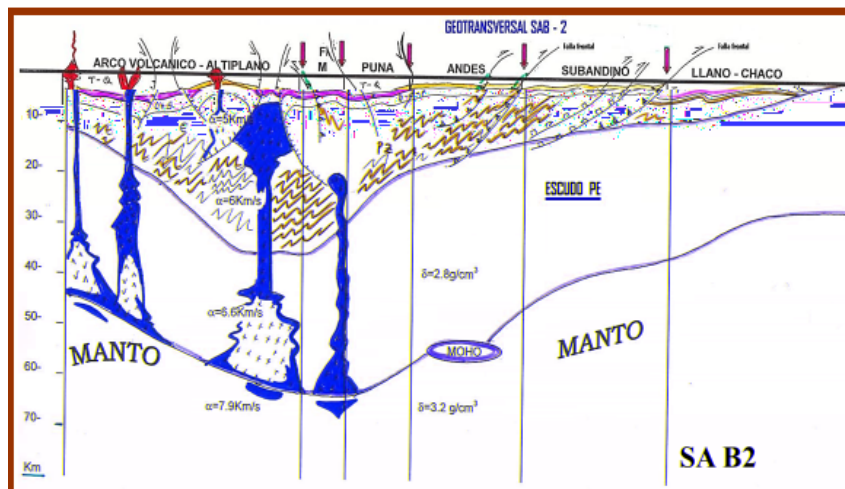 GEOTRANSVERSAL SAB - 2
ARCO VOLCANICO - ALTIPLANO
FM
PUNA
ANDES
Falla frontal
SUBANDINO
Falla frontal
LLANO - CHACO
T-Q
T-Q
10-
α=5Km/s
Pz
20-
α=6Km/s
ESCUDO PE
30-
40-
δ=2.8g/cm³
50-
α=6.6Km/s
MANTO
MOHO
MANTO
60-
α=7.9Km/s
δ=3.2 g/cm³
70-
Km
SA B2